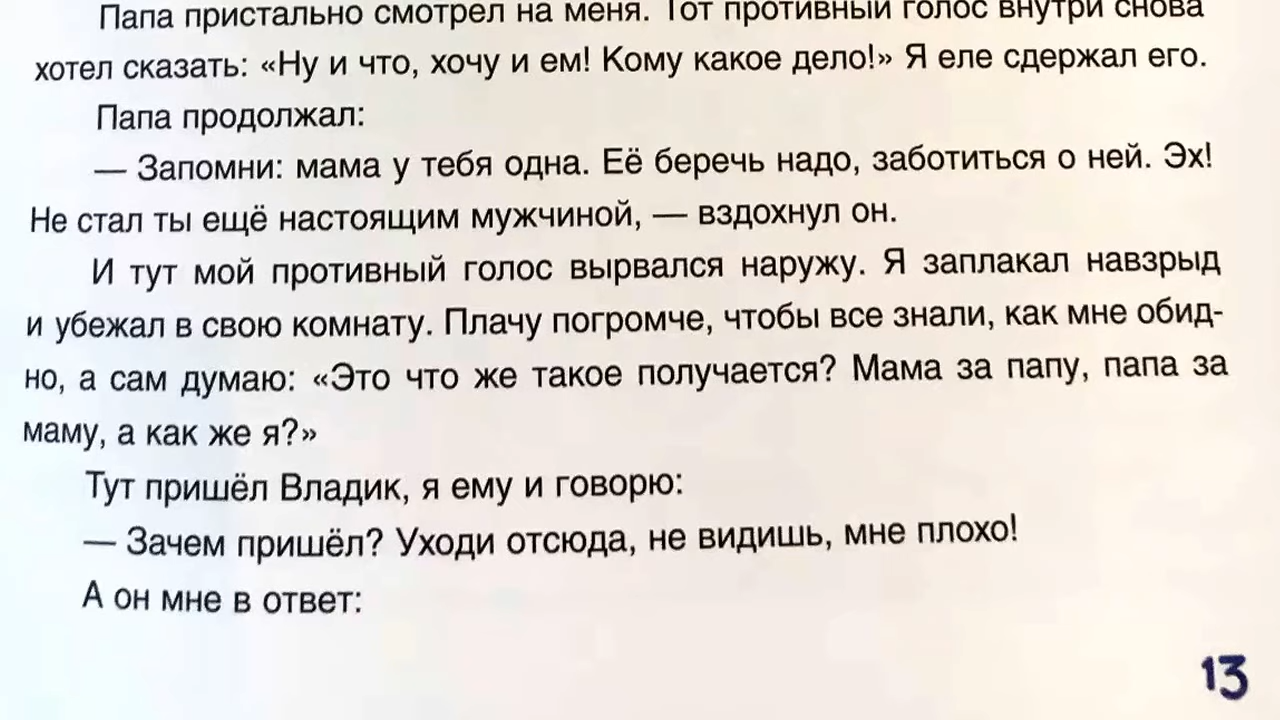 Папа пристально смотрел на меня. Тот противный голос внутри снова
хотел сказать: «Ну и что, хочу и ем! Кому какое дело!» Я еле сдержал его.
Папа продолжал:
— Запомни: мама у тебя одна. Её беречь надо, заботиться о ней. Эх!
Не стал ты ещё настоящим мужчиной, — вздохнул он.
И тут мой противный голос вырвался наружу. Я заплакал навзрыд
и убежал в свою комнату. Плачу погромче, чтобы все знали, как мне обид-
но, а сам думаю: «Это что же такое получается? Мама за папу, папа за
маму, а как же я?»
Тут пришёл Владик, я ему и говорю:
— Зачем пришёл? Уходи отсюда, не видишь, мне плохо!
А он мне в ответ:
13